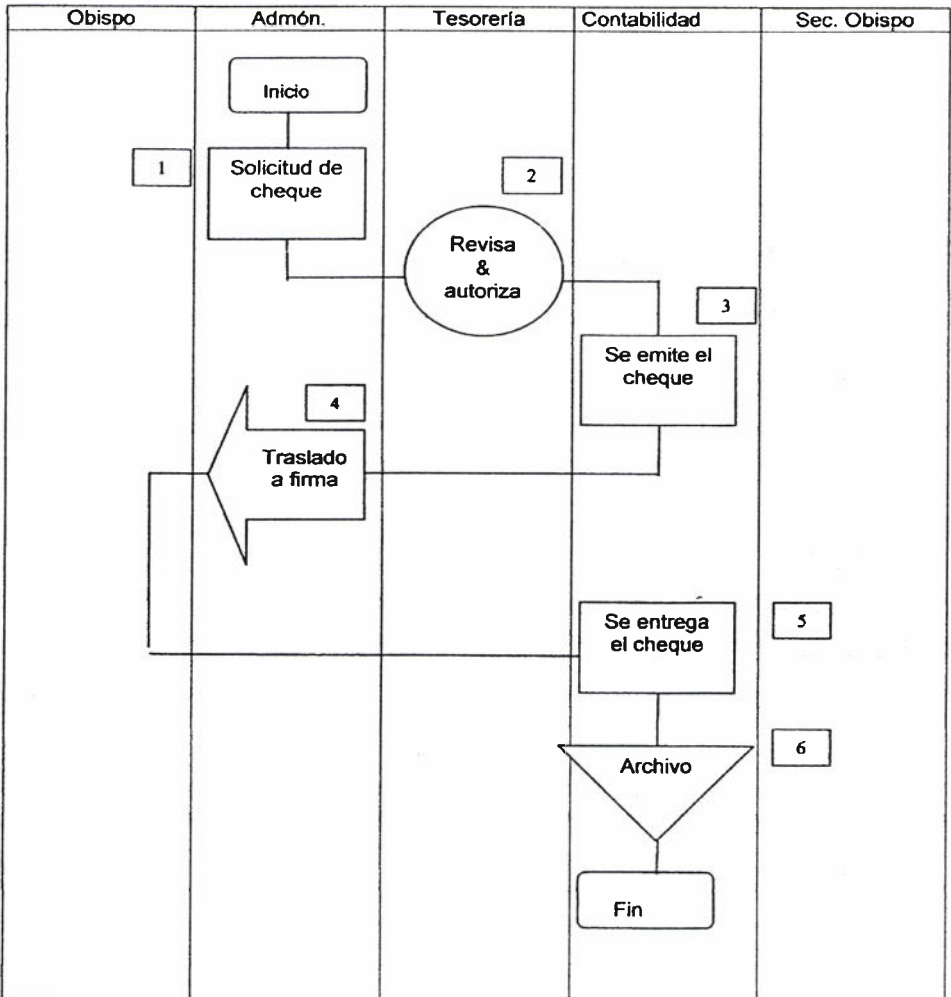 Obispo
Admón.
Tesorería
Contabilidad
Sec. Obispo
Inicio
1
Solicitud de
cheque
2
Revisa
&
autoriza
3
Se emite el
cheque
4
Traslado
a firma
Se entrega
el cheque
5
Archivo
6
Fin